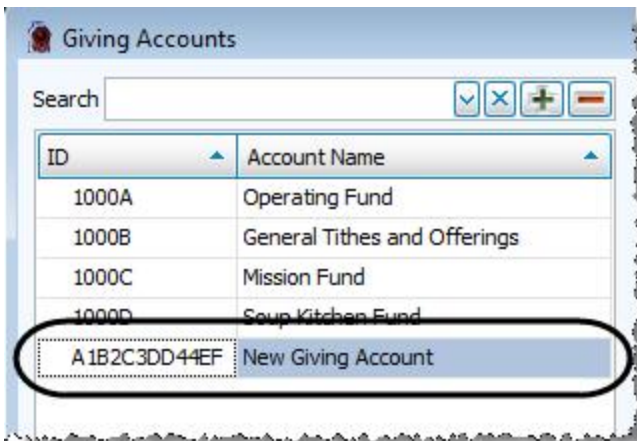 Giving Accounts
Search
ID Account Name
1000A Operating Fund
1000B General Tithes and Offerings
1000C Mission Fund
1000D Soup Kitchen Fund
A1B2C3DD44EF New Giving Account